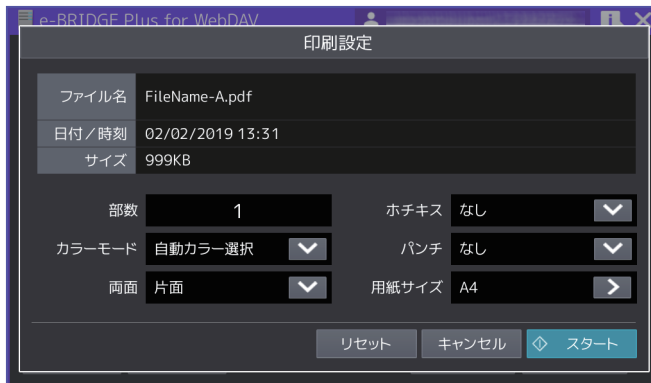 e-BRIDGE Plus for WebDAV
印刷設定
ファイル名 FileName-A.pdf
日付／時刻 02/02/2019 13:31
サイズ 999KB
部数 1 ホチキス なし
カラーモード 自動カラー選択 パンチ なし
両面 片面 用紙サイズ A4
リセット キャンセル スタート